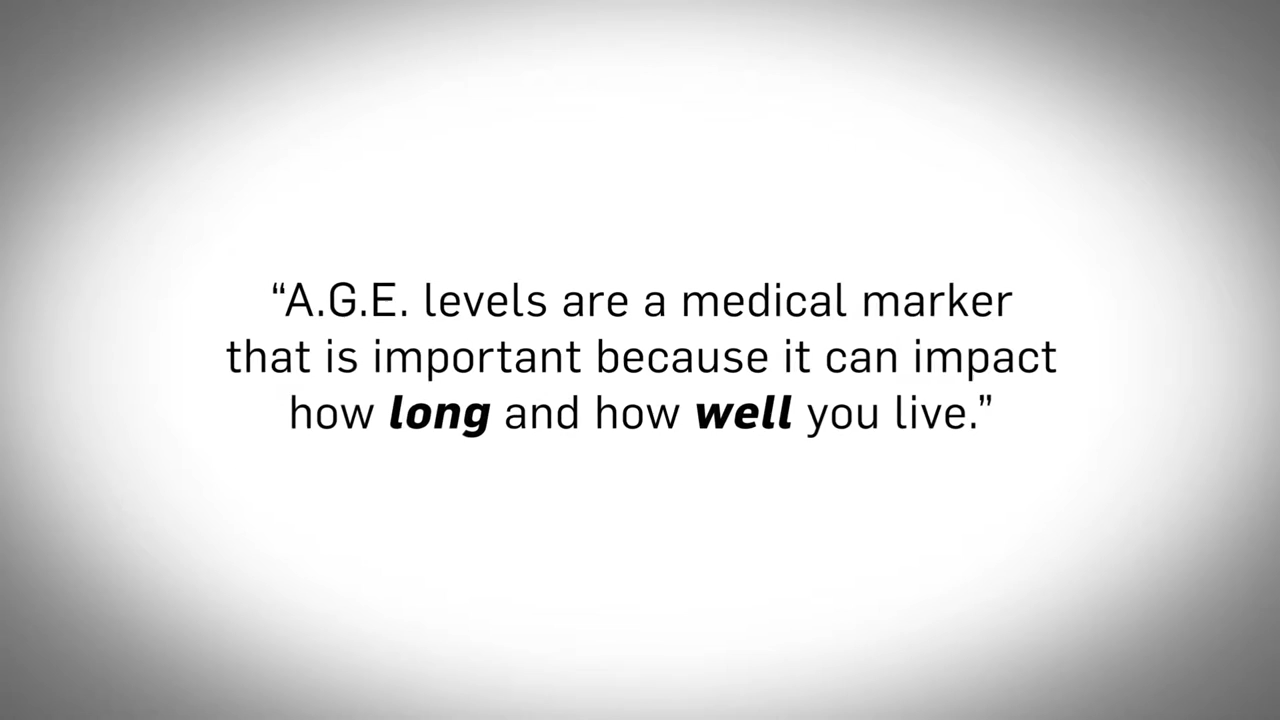 “A.G.E. levels are a medical marker
that is important because it can impact
how long and how well you live.”